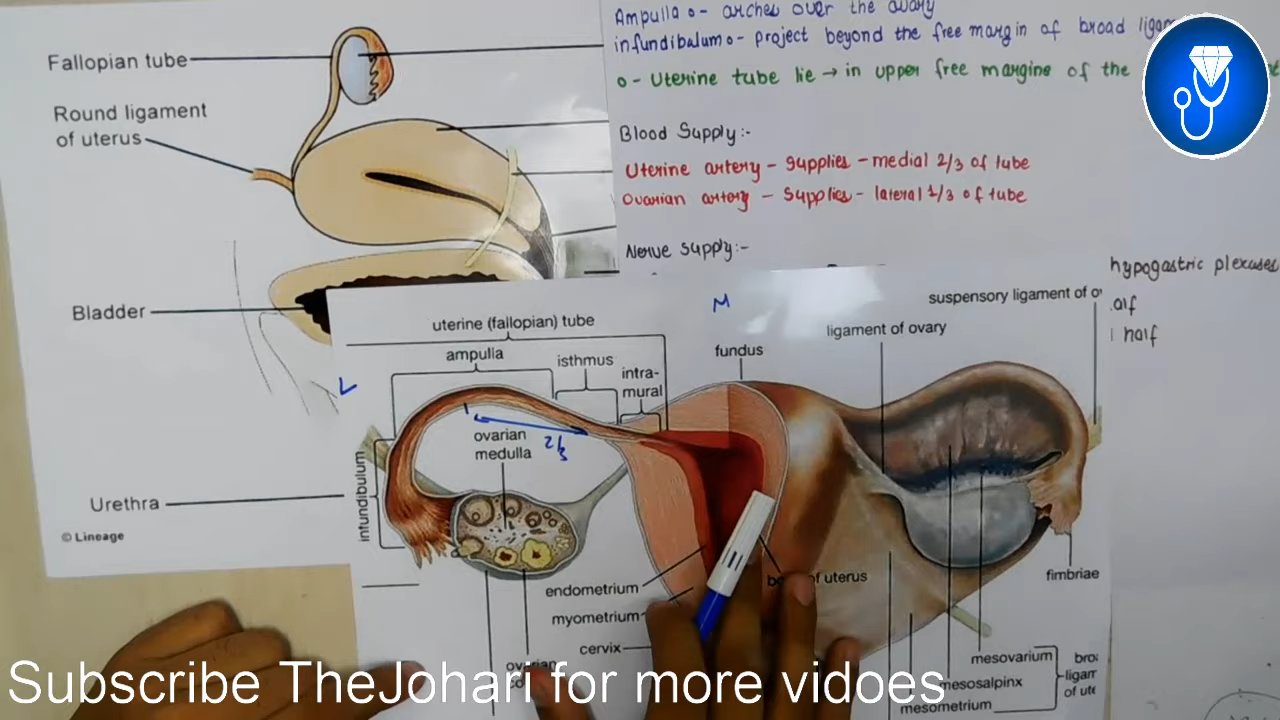 Ampulla o- arches over the ovary
infundibalum o- project beyond the free margin of broad
o- Uterine tube lie → in upper free margine of the
Blood Supply:-
Uterine artery - supplies - medial 2/3 of tube
Ovarian artery - Supplies - lateral 1/3 of tube
Nerve supply:-
hypogastric plexuses
half
Fallopian tube
Round ligament
of uterus
Bladder
Urethra
© Lineage
M
L
uterine (fallopian) tube
ampulla
isthmus
intra-
mural
infundibulum
ovarian
medulla
2/3
fundus
ligament of ovary
suspensory ligament of
endometrium
myometrium
cervix
of uterus
fimbriae
mesovarium
mesosalpinx
mesometrium
Subscribe TheJohari for more vidoes